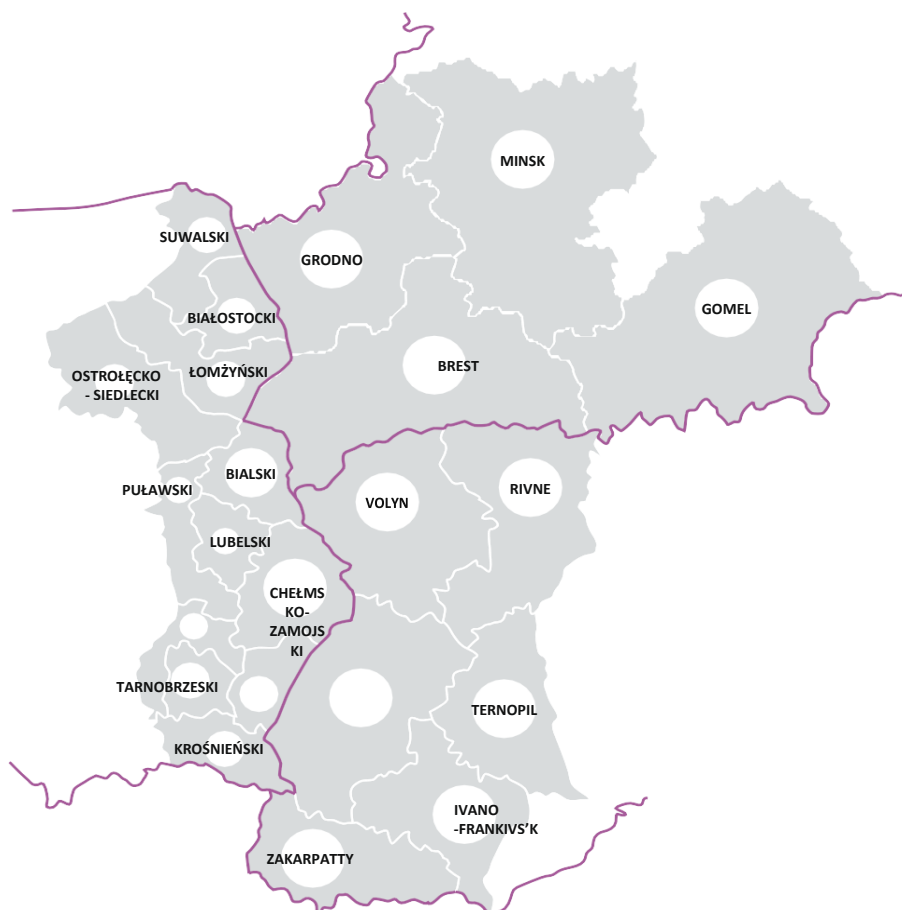 MINSK
SUWALSKI
GRODNO
GOMEL
BIAŁOSTOCKI
BREST
ŁOMŻYŃSKI
OSTROŁĘCKO
- SIEDLECKI
BIALSKI
PUŁAWSKI
RIVNE
VOLYN
LUBELSKI
CHEŁMS
KO-
ZAMOJS
KI
TARNOBRZESKI
TERNOPIL
KROŚNIEŃSKI
IVANO
-FRANKIVS’K
ZAKARPATTY